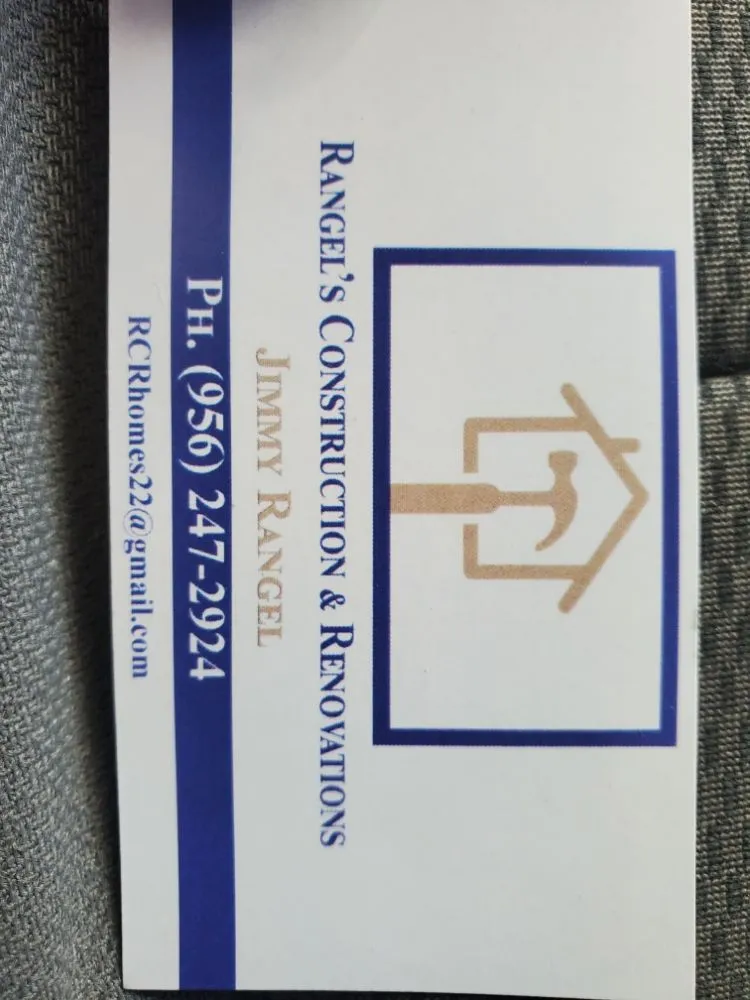 Rangel's Construction & Renovations
Jimmy Rangel
Ph. (956) 247-2924
RCRhomes22@gmail.com